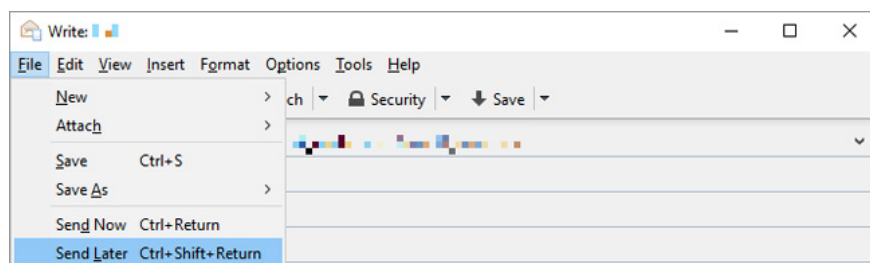 Write:
File Edit View Insert Format Options Tools Help
New
ch Security Save
Attach
Save Ctrl+S
Save As
Send Now Ctrl+Return
Send Later Ctrl+Shift+Return